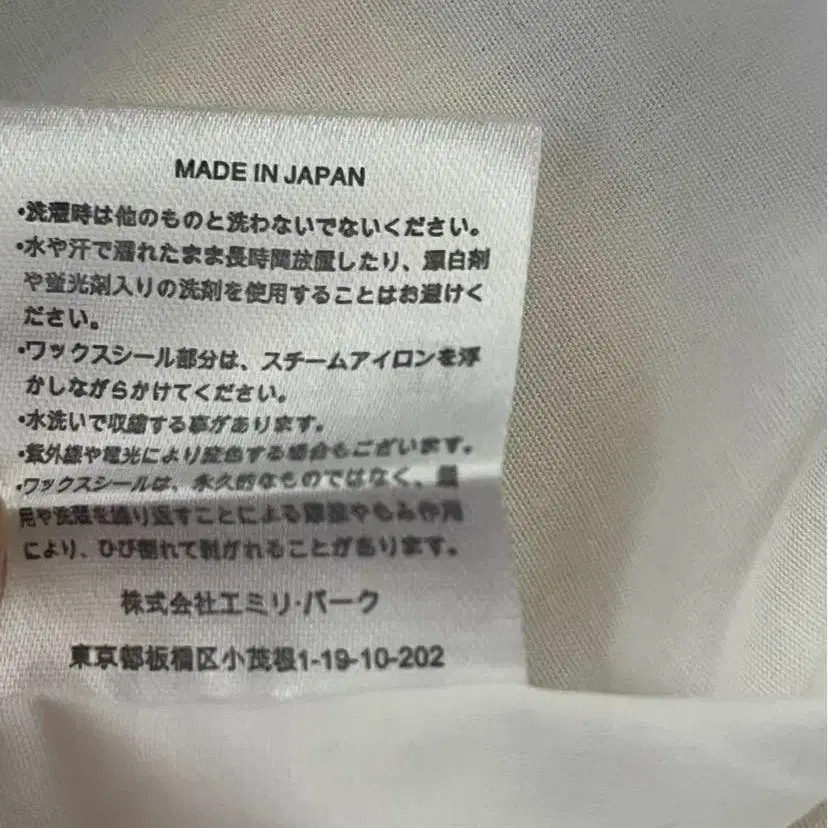 MADE IN JAPAN
・洗濯時は他のものと洗わないでないください。
・水や汗で濡れたまま長時間放置したり、漂白剤
や蛍光剤入りの洗剤を使用することはお避けく
ださい。
・ワックスシール部分は、スチームアイロンを浮
かしながらかけてください。
・水洗いで収縮する事があります。
・紫外線や電光により変色する場合もございます。
・ワックスシールは、永久的なものではなく、着
用や洗濯を繰り返すことによる摩擦やもみ作用
により、ひび割れて剥がれることがあります。
株式会社エミリ・パーク
東京都板橋区小茂根1-19-10-202